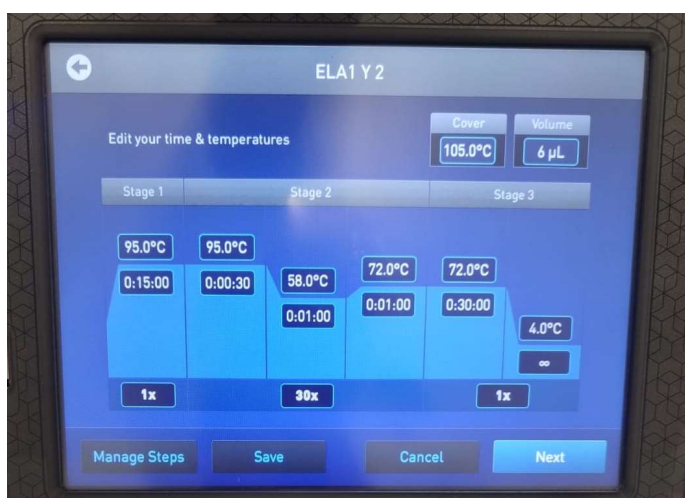 ELA1 Y 2
Cover Volume
Edit your time & temperatures
105.0°C 6 µL
Stage 1 Stage 2 Stage 3
95.0°C 95.0°C
72.0°C 72.0°C
0:15:00 0:00:30 58.0°C
0:01:00 0:30:00
0:01:00
4.0°C
∞
1x 30x 1x
Manage Steps Save Cancel Next